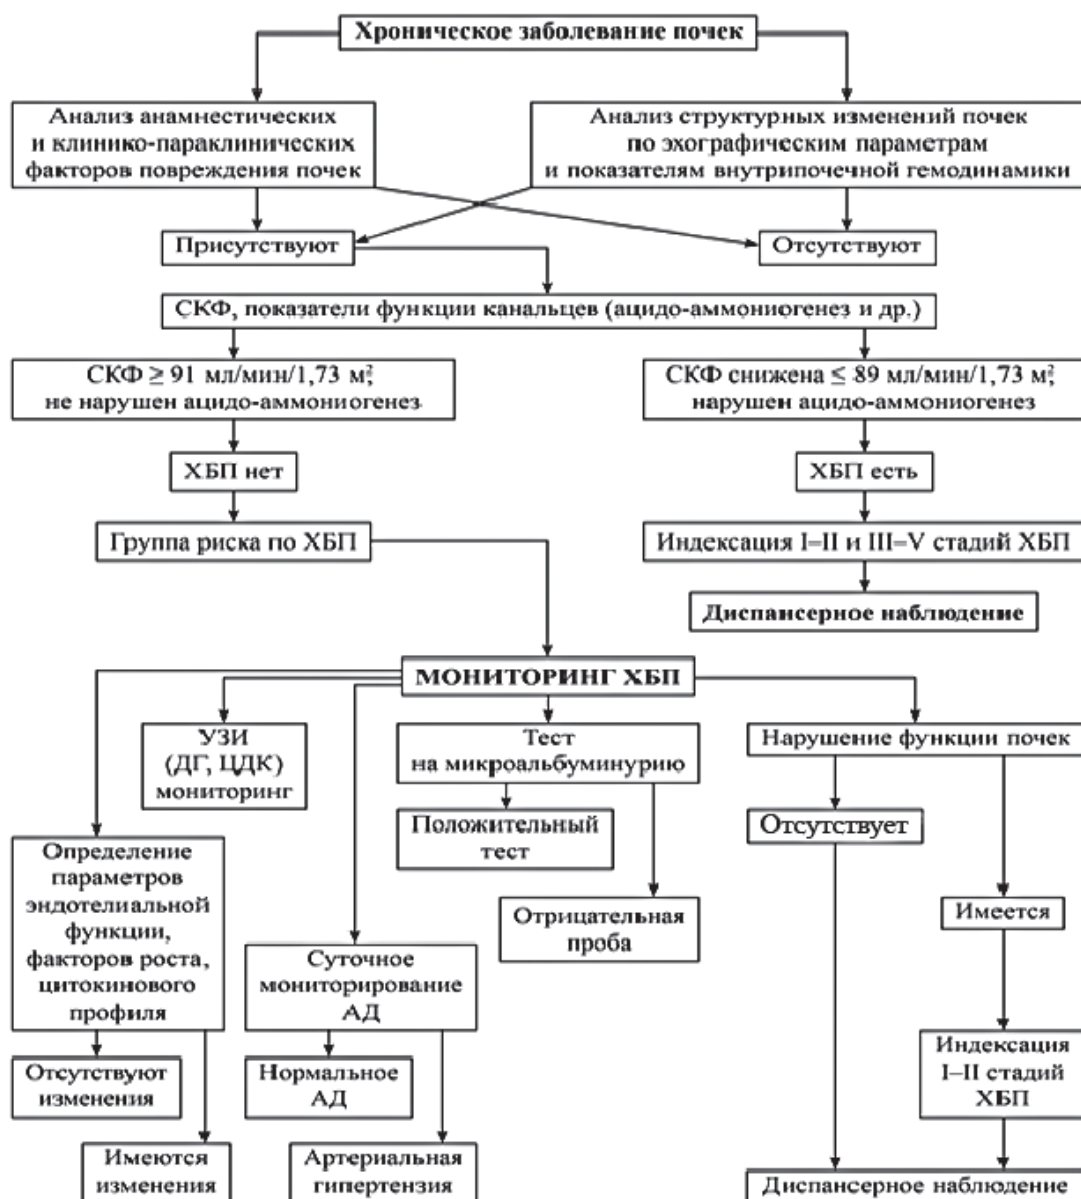 Хроническое заболевание почек
Анализ анамнестических
и клинико-параклинических
факторов повреждения почек
Анализ структурных изменений почек
по эхографическим параметрам
и показателям внутрипочечной гемодинамики
Присутствуют
Отсутствуют
СКФ, показатели функции канальцев (ацидо-аммониогенез и др.)
СКФ ≥ 91 мл/мин/1,73 м²,
не нарушен ацидо-аммониогенез
СКФ снижена ≤ 89 мл/мин/1,73 м²,
нарушен ацидо-аммониогенез
ХБП нет
ХБП есть
Группа риска по ХБП
Индексация I–II и III–V стадий ХБП
Диспансерное наблюдение
МОНИТОРИНГ ХБП
УЗИ
(ДГ, ЦДК)
мониторинг
Тест
на микроальбуминурию
Нарушение функции почек
Положительный
тест
Отсутствует
Определение
параметров
эндотелиальной
функции,
факторов роста,
цитокинового
профиля
Отрицательная
проба
Имеется
Суточное
мониторирование
АД
Отсутствуют
изменения
Нормальное
АД
Индексация
I–II стадий
ХБП
Имеются
изменения
Артериальная
гипертензия
Диспансерное наблюдение